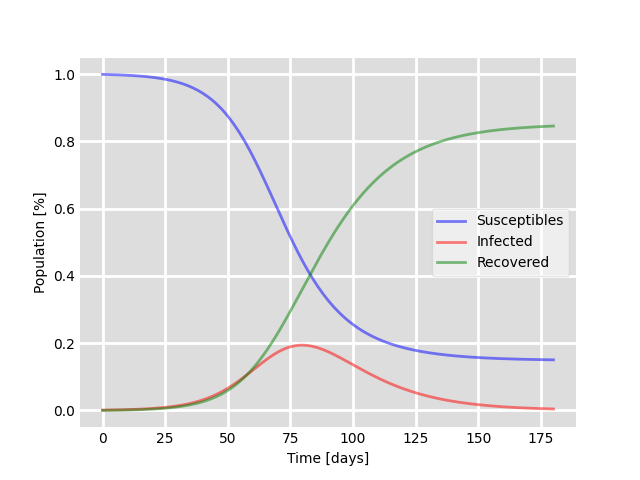 1.0
0.8
0.6
0.4
0.2
0.0
Population [%]
Susceptibles
Infected
Recovered
0 25 50 75 100 125 150 175
Time [days]